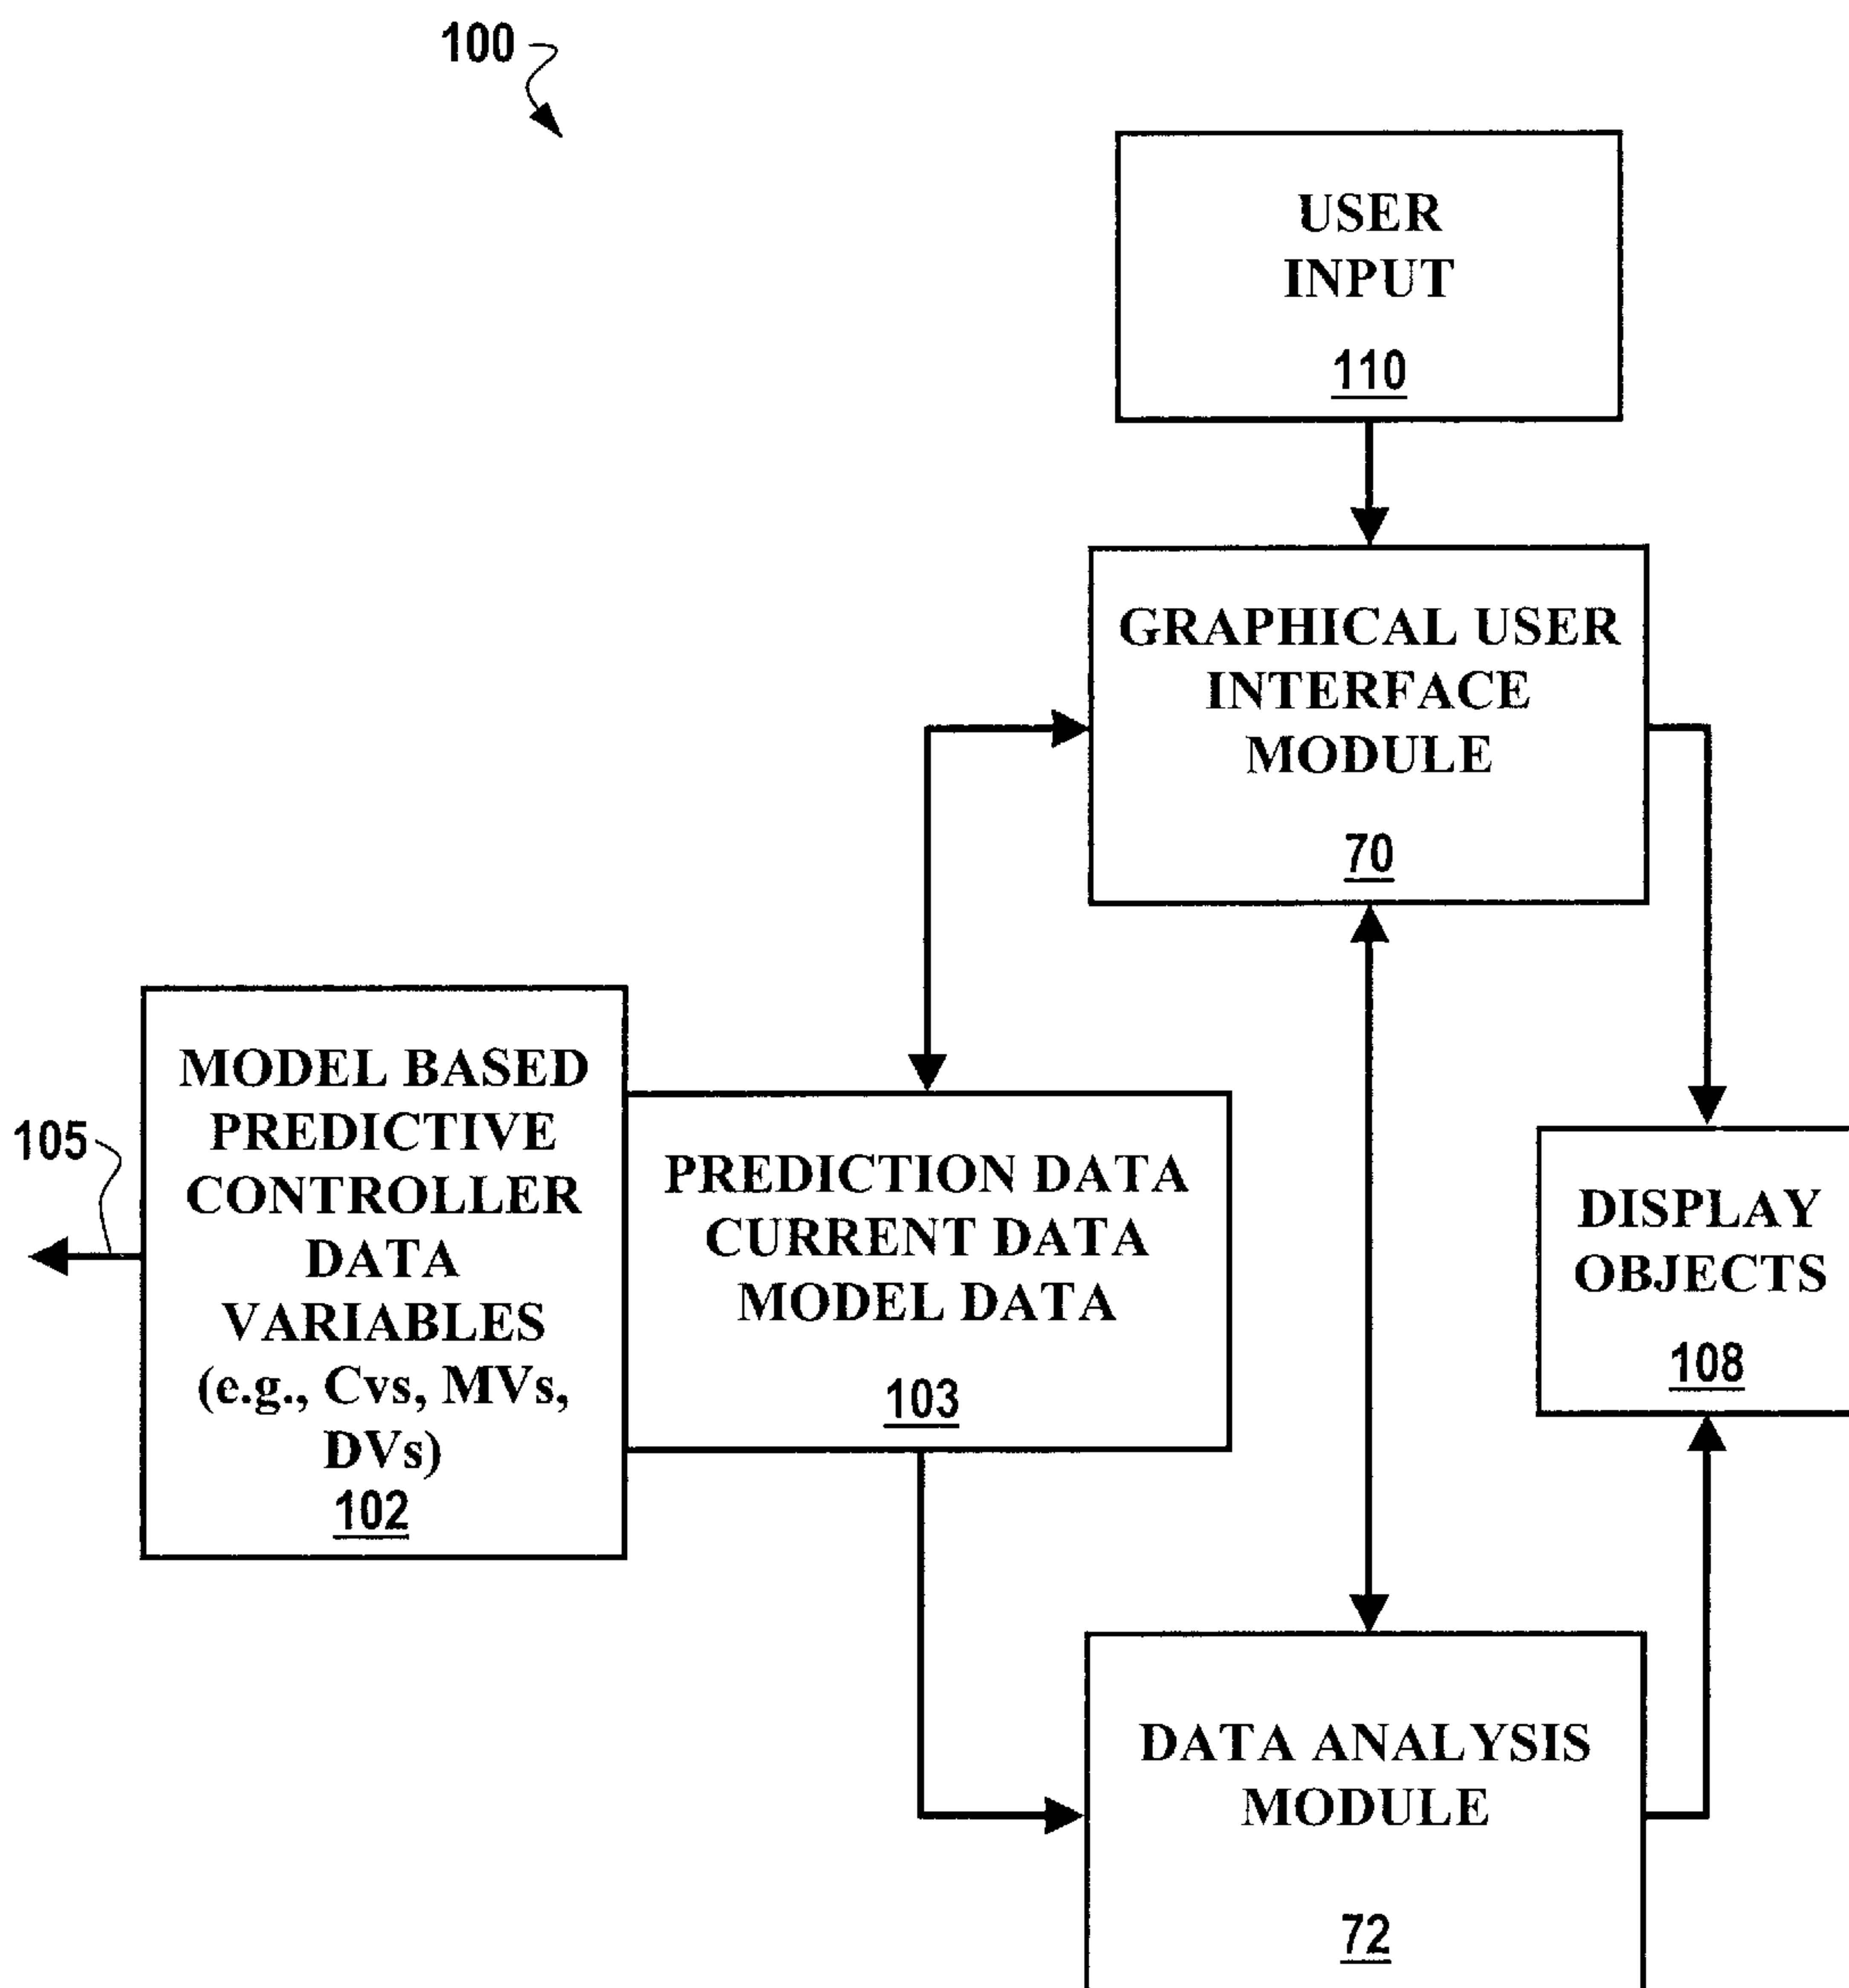 100
USER
INPUT
110
GRAPHICAL USER
INTERFACE
MODULE
70
MODEL BASED
PREDICTIVE
CONTROLLER
DATA
VARIABLES
(e.g., Cvs, MVs,
DVs)
102
105
PREDICTION DATA
CURRENT DATA
MODEL DATA
103
DISPLAY
OBJECTS
108
DATA ANALYSIS
MODULE
72